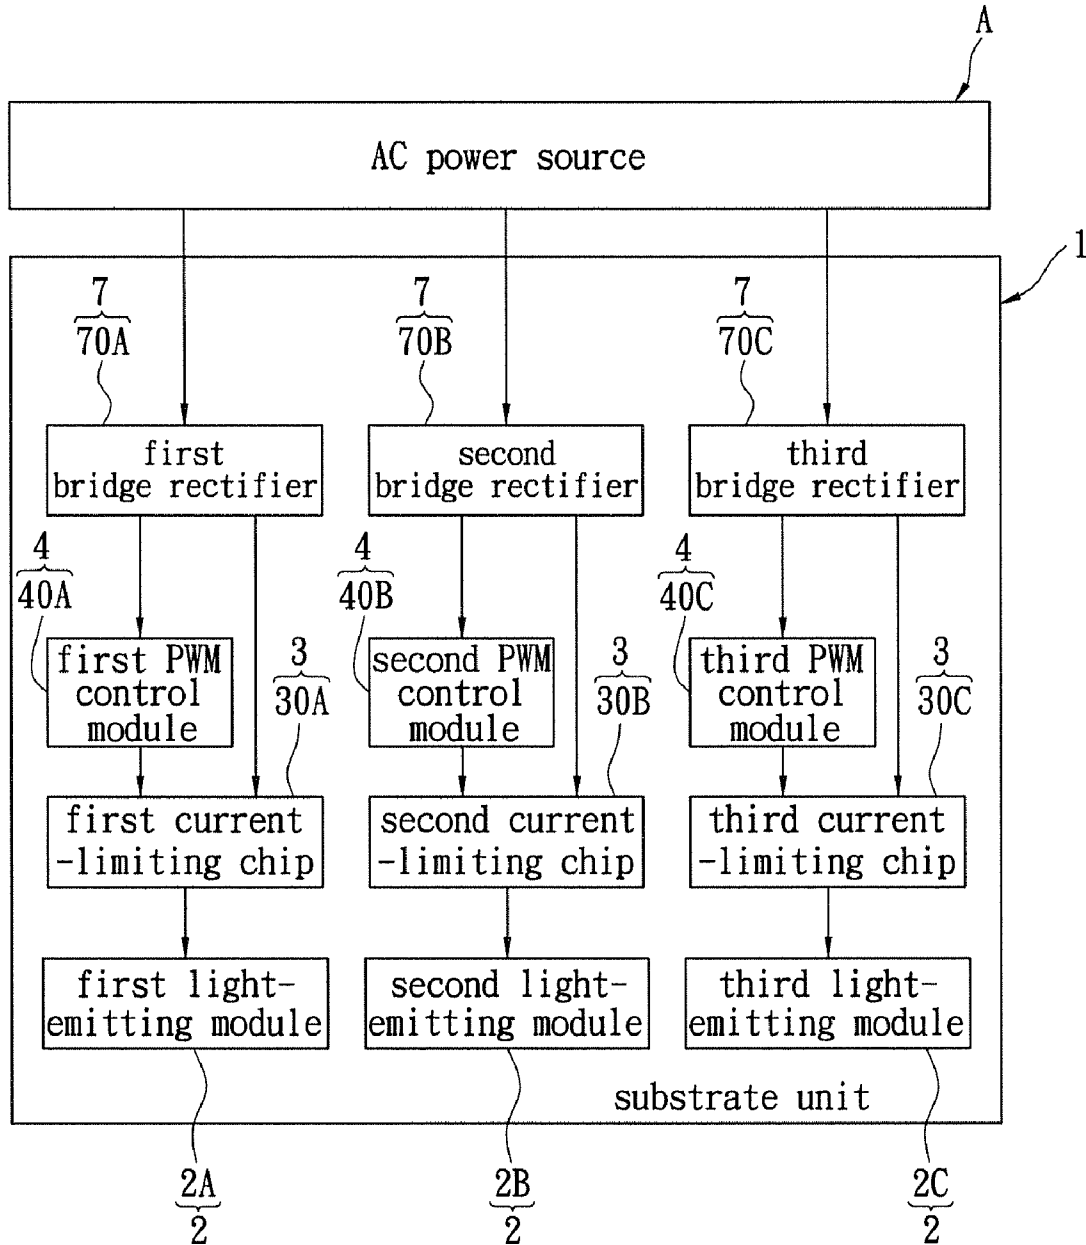 A
AC power source
1
7
70A
7
70B
7
70C
first
bridge rectifier
second
bridge rectifier
third
bridge rectifier
4
40A
4
40B
4
40C
first PWM
control
module
second PWM
control
module
third PWM
control
module
3
30A
3
30B
3
30C
first current
-limiting chip
second current
-limiting chip
third current
-limiting chip
first light-
emitting module
second light-
emitting module
third light-
emitting module
substrate unit
2A
2
2B
2
2C
2